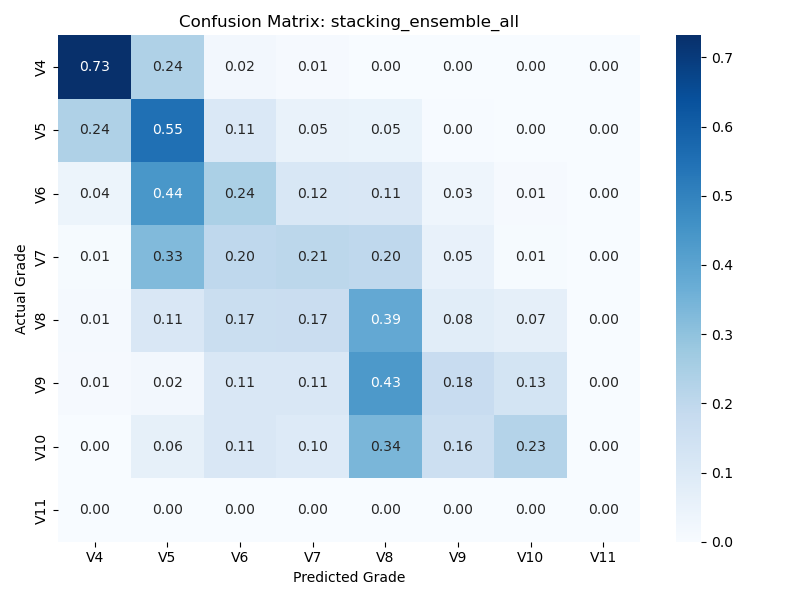 Confusion Matrix: stacking_ensemble_all
V4 0.73 0.24 0.02 0.01 0.00 0.00 0.00 0.00
V5 0.24 0.55 0.11 0.05 0.05 0.00 0.00 0.00
V6 0.04 0.44 0.24 0.12 0.11 0.03 0.01 0.00
V7 0.01 0.33 0.20 0.21 0.20 0.05 0.01 0.00
V8 0.01 0.11 0.17 0.17 0.39 0.08 0.07 0.00
V9 0.01 0.02 0.11 0.11 0.43 0.18 0.13 0.00
V10 0.00 0.06 0.11 0.10 0.34 0.16 0.23 0.00
V11 0.00 0.00 0.00 0.00 0.00 0.00 0.00 0.00
V4 V5 V6 V7 V8 V9 V10 V11
Predicted Grade
Actual Grade
0.7
0.6
0.5
0.4
0.3
0.2
0.1
0.0